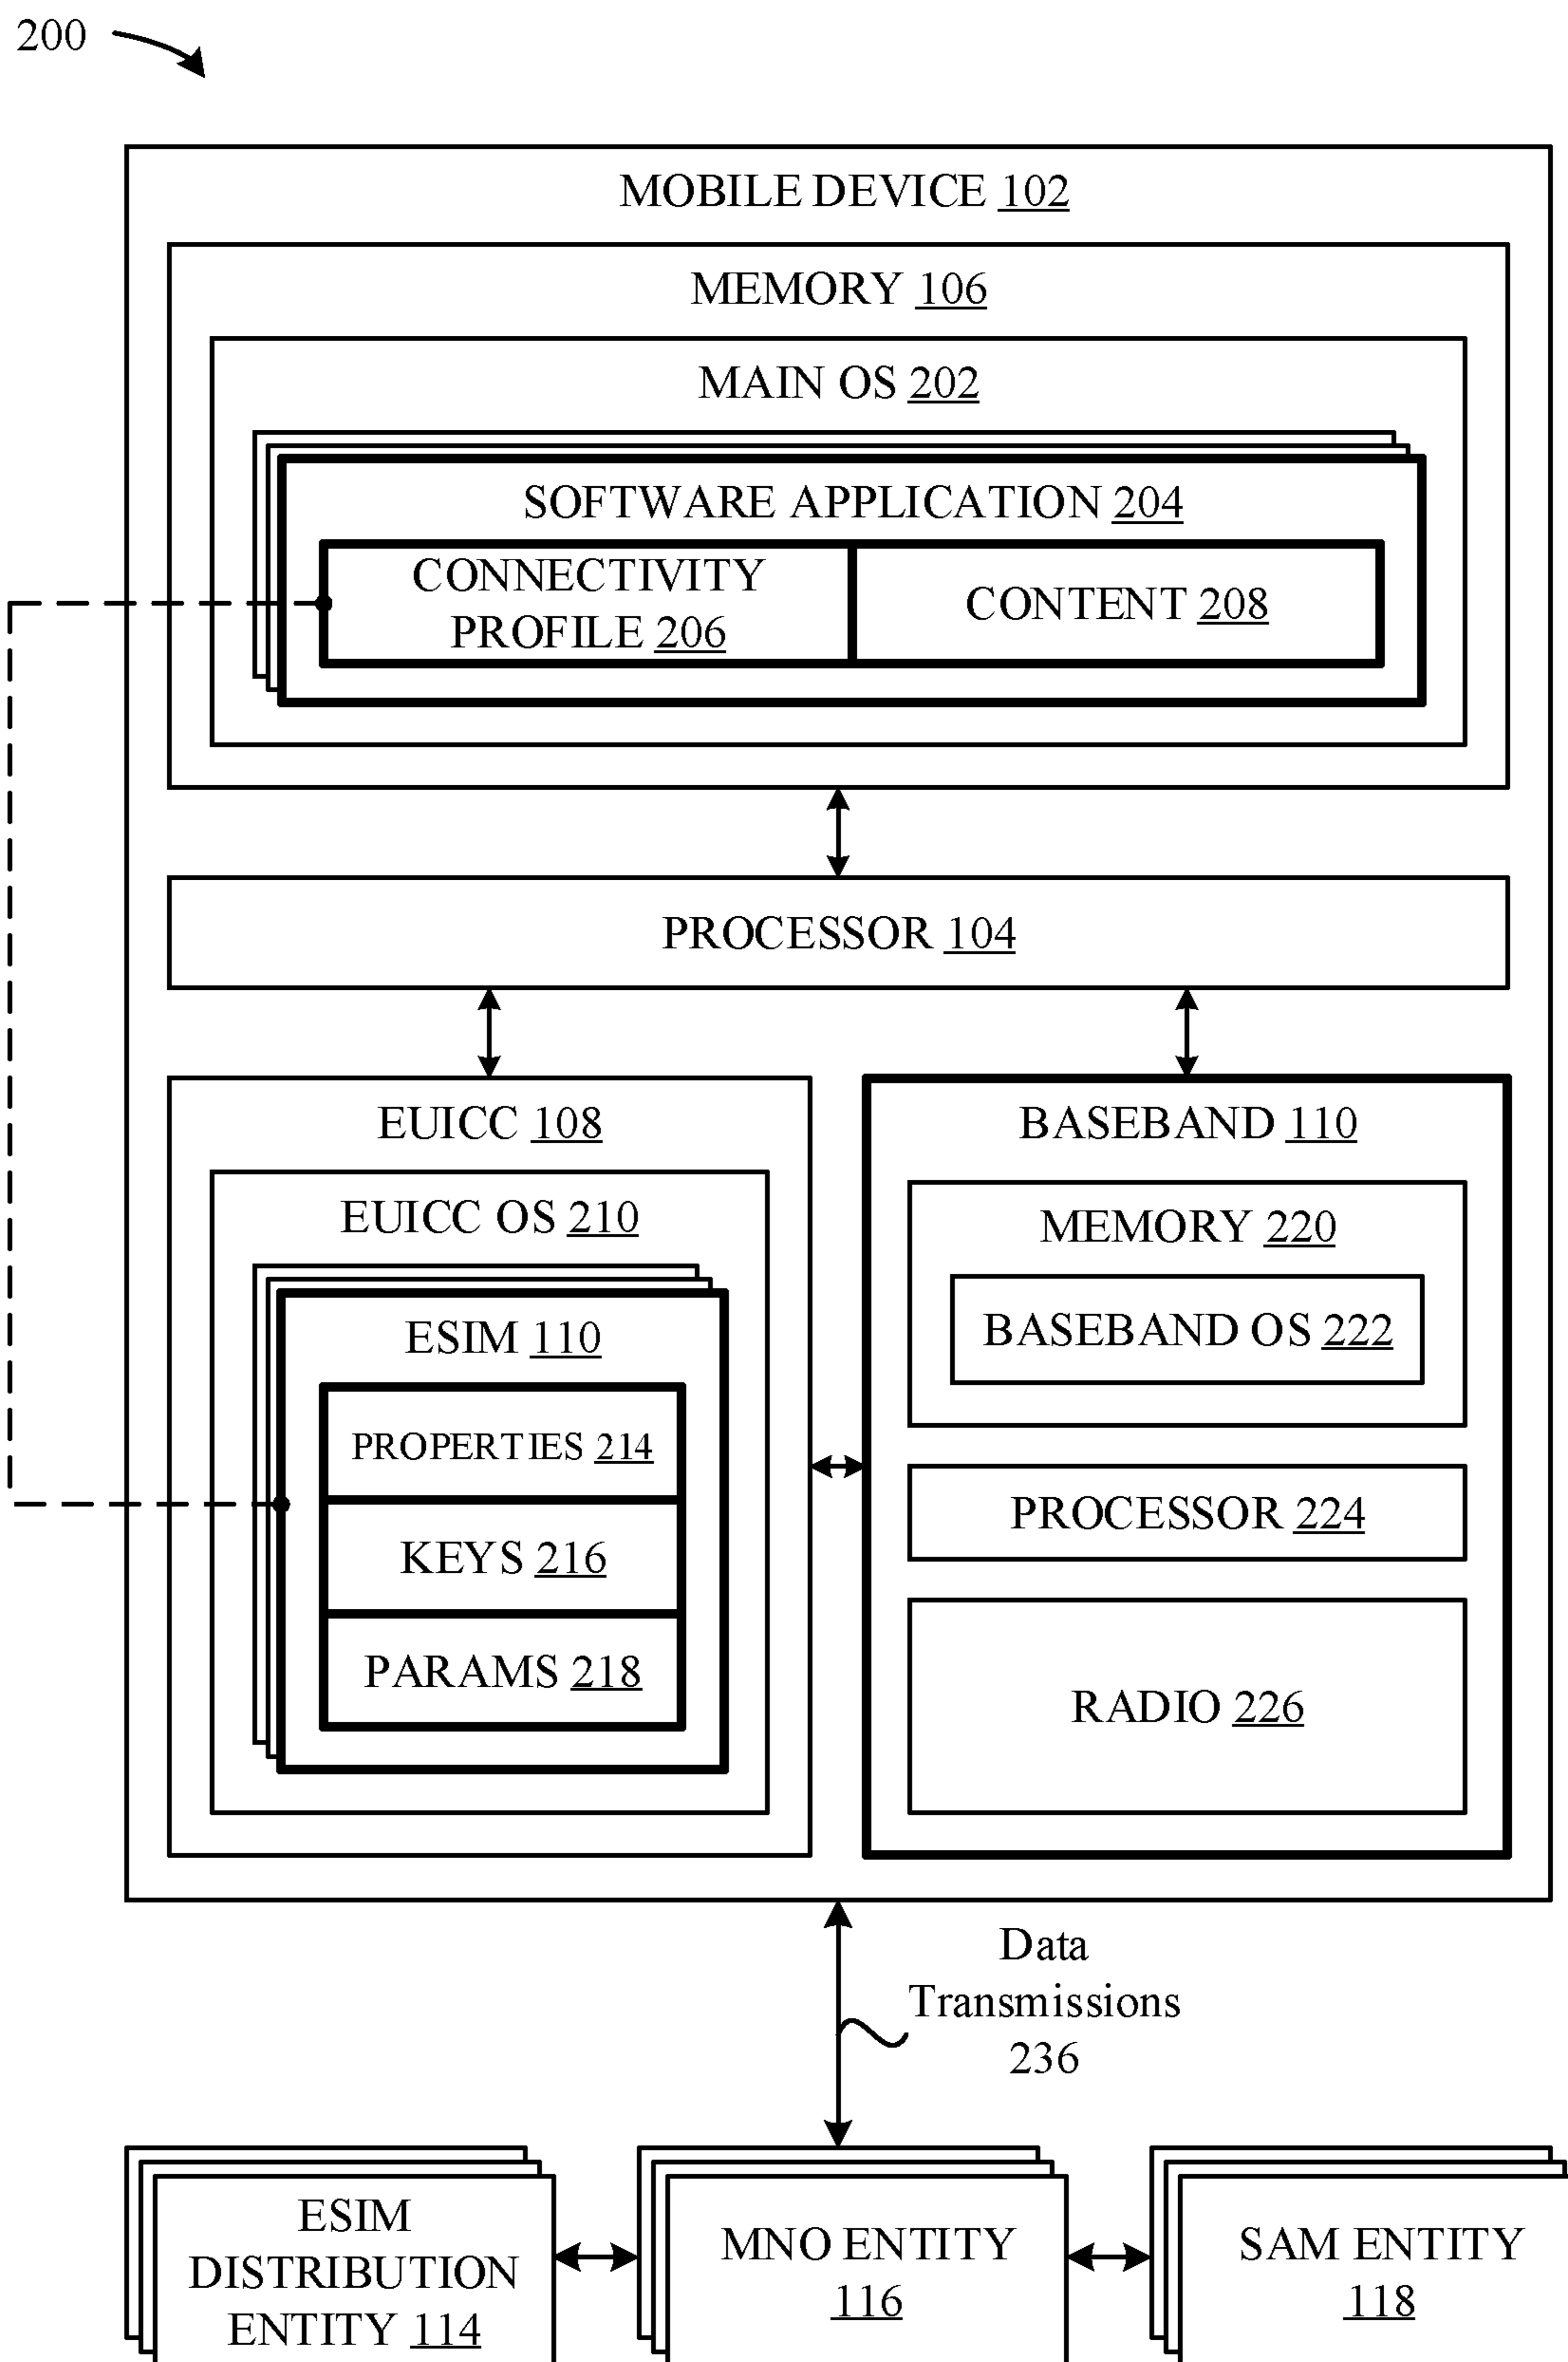 200
MOBILE DEVICE 102
MEMORY 106
MAIN OS 202
SOFTWARE APPLICATION 204
CONNECTIVITY
PROFILE 206
CONTENT 208
PROCESSOR 104
EUICC 108
EUICC OS 210
ESIM 110
PROPERTIES 214
KEYS 216
PARAMS 218
BASEBAND 110
MEMORY 220
BASEBAND OS 222
PROCESSOR 224
RADIO 226
Data
Transmissions
236
ESIM
DISTRIBUTION
ENTITY 114
MNO ENTITY
116
SAM ENTITY
118